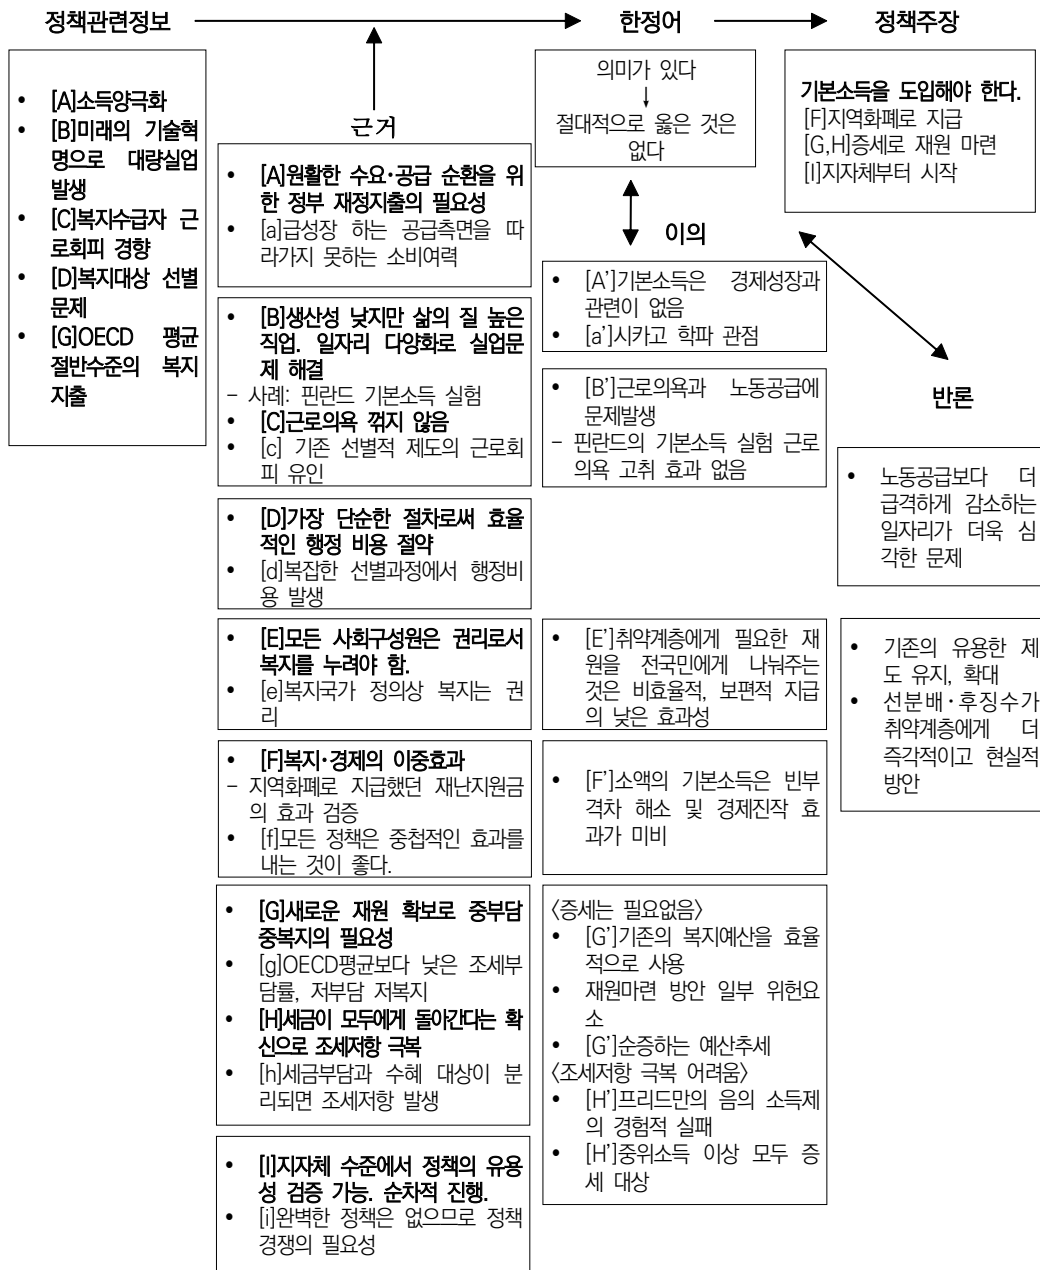 정책관련정보
한정어
정책주장
• [A]소득양극화
• [B]미래의 기술혁
명으로 대량실업
발생
• [C]복지수급자 근
로회피 경향
• [D]복지대상 선별
문제
• [G]OECD 평균
절반수준의 복지
지출
근거
• [A]원활한 수요·공급 순환을 위
한 정부 재정지출의 필요성
• [a]급성장 하는 공급측면을 따
라가지 못하는 소비여력
• [B]생산성 낮지만 삶의 질 높은
직업. 일자리 다양화로 실업문
제 해결
- 사례: 핀란드 기본소득 실험
• [C]근로의욕 꺾지 않음
• [c] 기존 선별적 제도의 근로회
피 유인
• [D]가장 단순한 절차로써 효율
적인 행정 비용 절약
• [d]복잡한 선별과정에서 행정비
용 발생
• [E]모든 사회구성원은 권리로서
복지를 누려야 함.
• [e]복지국가 정의상 복지는 권
리
• [F]복지·경제의 이중효과
- 지역화폐로 지급했던 재난지원금
의 효과 검증
• [f]모든 정책은 중첩적인 효과를
내는 것이 좋다.
• [G]새로운 재원 확보로 중부담
중복지의 필요성
• [g]OECD평균보다 낮은 조세부
담률, 저부담 저복지
• [H]세금이 모두에게 돌아간다는 확
신으로 조세저항 극복
• [h]세금부담과 수혜 대상이 분
리되면 조세저항 발생
• [I]지자체 수준에서 정책의 유용
성 검증 가능. 순차적 진행.
• [i]완벽한 정책은 없으므로 정책
경쟁의 필요성
의미가 있다
절대적으로 옳은 것은
없다
이의
• [A']기본소득은 경제성장과
관련이 없음
• [a']시카고 학파 관점
• [B']근로의욕과 노동공급에
문제발생
- 핀란드의 기본소득 실험 근로
의욕 고취 효과 없음
• [E']취약계층에게 필요한 재
원을 전국민에게 나눠주는
것은 비효율적, 보편적 지급
의 낮은 효과성
• [F']소액의 기본소득은 빈부
격차 해소 및 경제진작 효
과가 미비
〈증세는 필요없음〉
• [G']기존의 복지예산을 효율
적으로 사용
• 재원마련 방안 일부 위헌요
소
• [G']순증하는 예산추세
〈조세저항 극복 어려움〉
• [H']프리드만의 음의 소득제
의 경험적 실패
• [H']중위소득 이상 모두 증
세 대상
기본소득을 도입해야 한다.
[F]지역화폐로 지급
[G,H]증세로 재원 마련
[I]지자체부터 시작
반론
• 노동공급보다 더
급격하게 감소하는
일자리가 더욱 심
각한 문제
• 기존의 유용한 제
도 유지, 확대
• 선분배·후징수가
취약계층에게 더
즉각적이고 현실적
방안